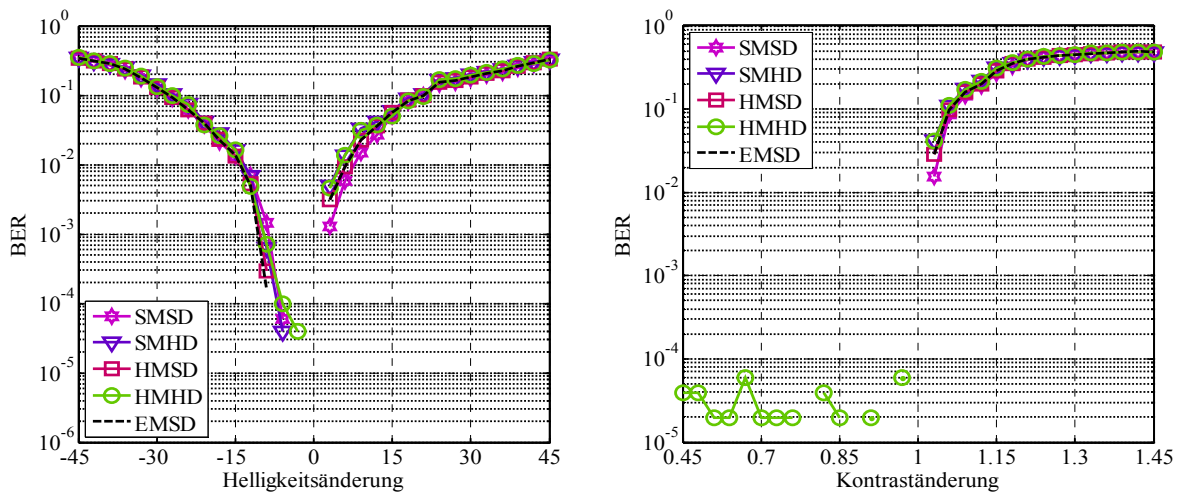 10^0
10^-1
10^-2
10^-3
10^-4
10^-5
10^-6
BER
SMSD
SMHD
HMSD
HMHD
EMSD
-45 -30 -15 0 15 30 45
Helligkeitsänderung
10^0
10^-1
10^-2
10^-3
10^-4
10^-5
BER
SMSD
SMHD
HMSD
HMHD
EMSD
0.45 0.7 0.85 1 1.15 1.3 1.45
Kontraständerung